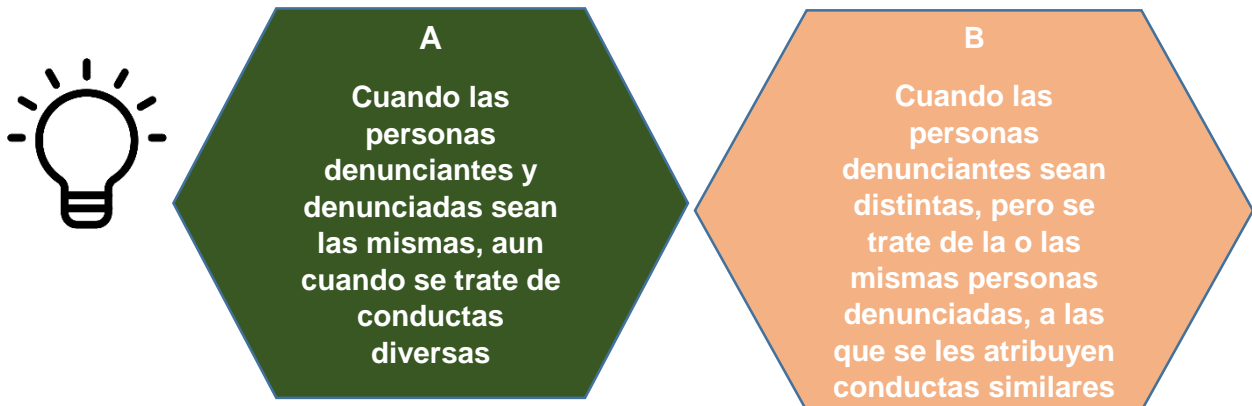 A
Cuando las
personas
denunciantes y
denunciadas sean
las mismas, aun
cuando se trate de
conductas
diversas
B
Cuando las
personas
denunciantes sean
distintas, pero se
trate de la o las
mismas personas
denunciadas, a las
que se les atribuyen
conductas similares